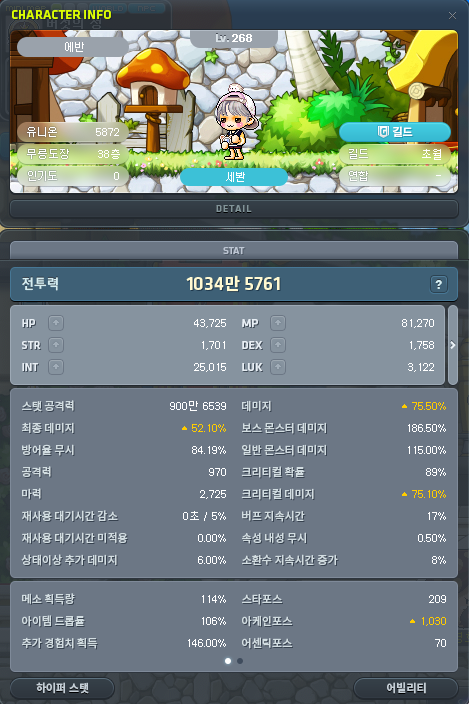 CHARACTER INFO
에반
Lv. 268
유니온 5872
길드
무릉도장 38층
길드 초월
인기도 0
세반
연합 -
DETAIL
STAT
전투력 1034만 5761 ?
HP 43,725 MP 81,270
STR 1,701 DEX 1,758
INT 25,015 LUK 3,122
스탯 공격력 900만 6539 데미지 75.50%
최종 데미지 52.10% 보스 몬스터 데미지 186.50%
방어율 무시 84.19% 일반 몬스터 데미지 115.00%
공격력 970 크리티컬 확률 89%
마력 2,725 크리티컬 데미지 75.10%
재사용 대기시간 감소 0초 / 5% 버프 지속시간 17%
재사용 대기시간 미적용 0.00% 속성 내성 무시 0.50%
상태이상 추가 데미지 6.00% 소환수 지속시간 증가 8%
메소 획득량 114% 스타포스 209
아이템 드롭률 106% 아케인포스 1,030
추가 경험치 획득 146.00% 어센틱포스 70
하이퍼 스탯 어빌리티